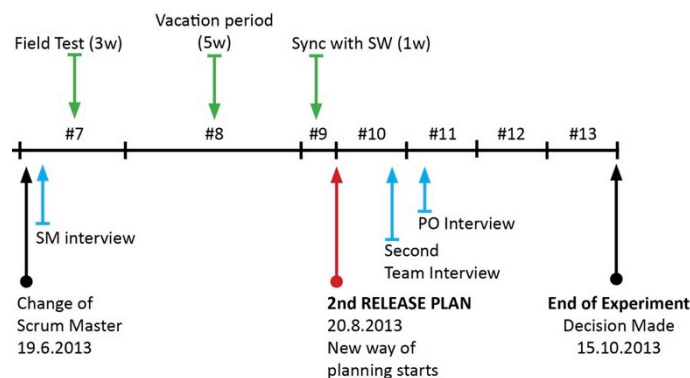 Vacation period
(5w)
Field Test (3w)
Sync with SW (1w)
#7 #8 #9 #10 #11 #12 #13
SM interview
PO Interview
Second
Team Interview
Change of
Scrum Master
19.6.2013
2nd RELEASE PLAN
20.8.2013
New way of
planning starts
End of Experiment
Decision Made
15.10.2013